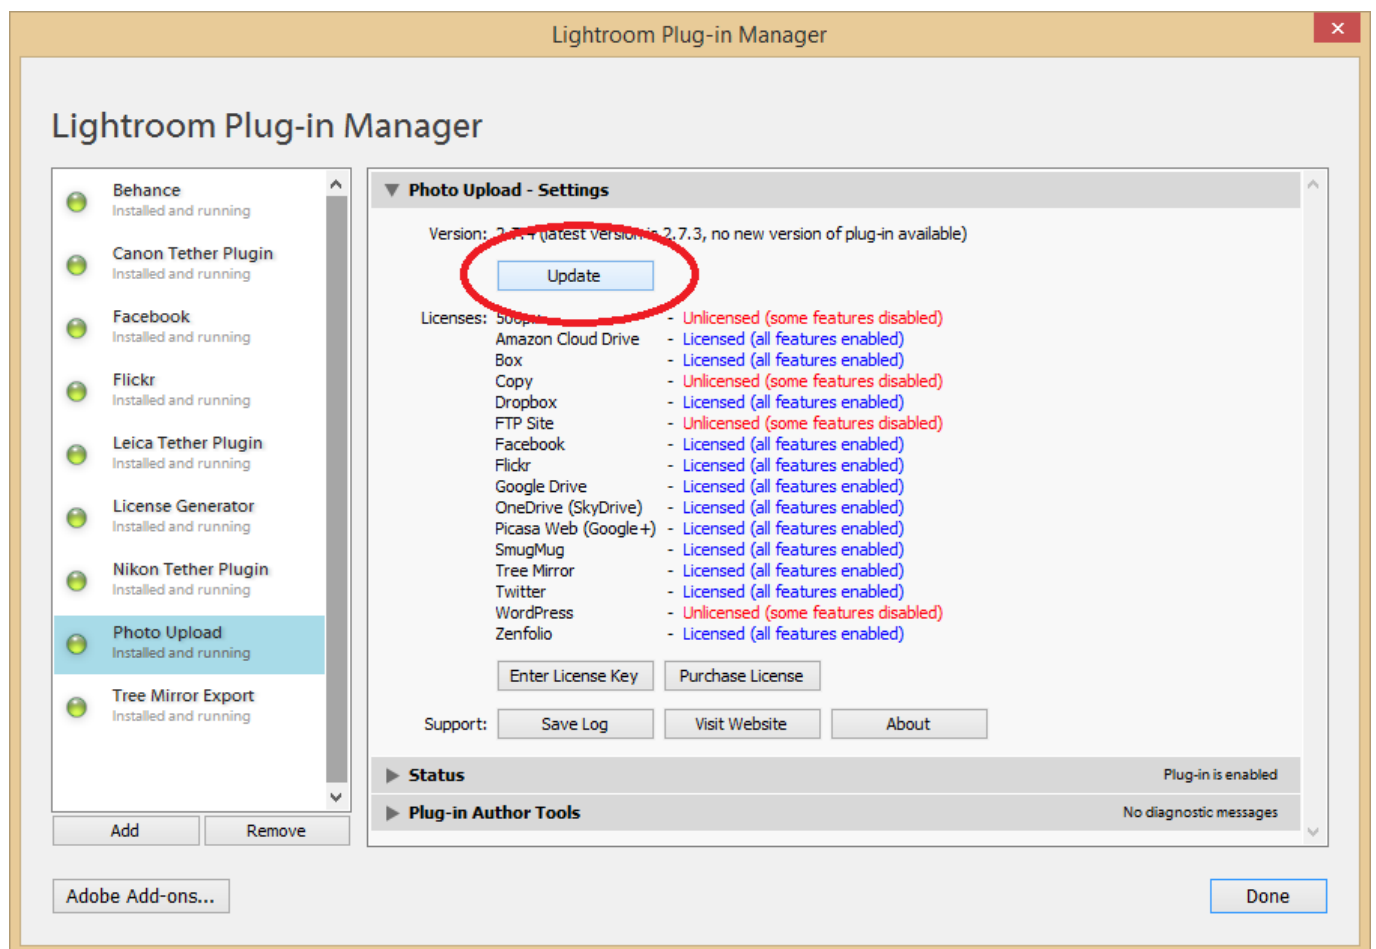 Lightroom Plug-in Manager
Lightroom Plug-in Manager
Behance
Installed and running
Canon Tether Plugin
Installed and running
Facebook
Installed and running
Flickr
Installed and running
Leica Tether Plugin
Installed and running
License Generator
Installed and running
Nikon Tether Plugin
Installed and running
Photo Upload
Installed and running
Tree Mirror Export
Installed and running
Add Remove
Adobe Add-ons...
Photo Upload - Settings
Version: 2.7.4 (latest version is 2.7.3, no new version of plug-in available)
Update
Licenses: 500px - Unlicensed (some features disabled)
Amazon Cloud Drive - Licensed (all features enabled)
Box - Licensed (all features enabled)
Copy - Unlicensed (some features disabled)
Dropbox - Licensed (all features enabled)
FTP Site - Unlicensed (some features disabled)
Facebook - Licensed (all features enabled)
Flickr - Licensed (all features enabled)
Google Drive - Licensed (all features enabled)
OneDrive (SkyDrive) - Licensed (all features enabled)
Picasa Web (Google+) - Licensed (all features enabled)
SmugMug - Licensed (all features enabled)
Tree Mirror - Licensed (all features enabled)
Twitter - Licensed (all features enabled)
WordPress - Unlicensed (some features disabled)
Zenfolio - Licensed (all features enabled)
Enter License Key Purchase License
Support: Save Log Visit Website About
Status Plug-in is enabled
Plug-in Author Tools No diagnostic messages
Done